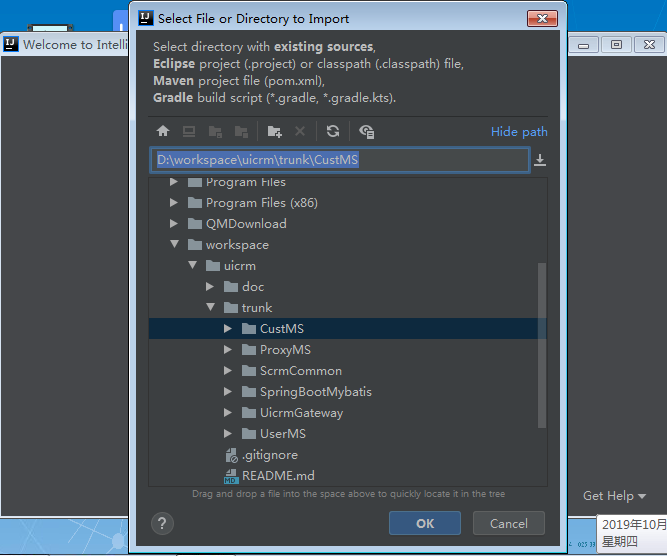 Select File or Directory to Import
Welcome to Intelli
Select directory with existing sources,
Eclipse project (.project) or classpath (.classpath) file,
Maven project file (pom.xml),
Gradle build script (*.gradle, *.gradle.kts).
Hide path
D:\workspace\uicrm\trunk\CustMS
Program Files
Program Files (x86)
QMDownload
workspace
uicrm
doc
trunk
CustMS
ProxyMS
ScrmCommon
SpringBootMybatis
UicrmGateway
UserMS
.gitignore
MD
README.md
Drag and drop a file into the space above to quickly locate it in the tree
Get Help
?
OK
Cancel
2019年10月
星期四